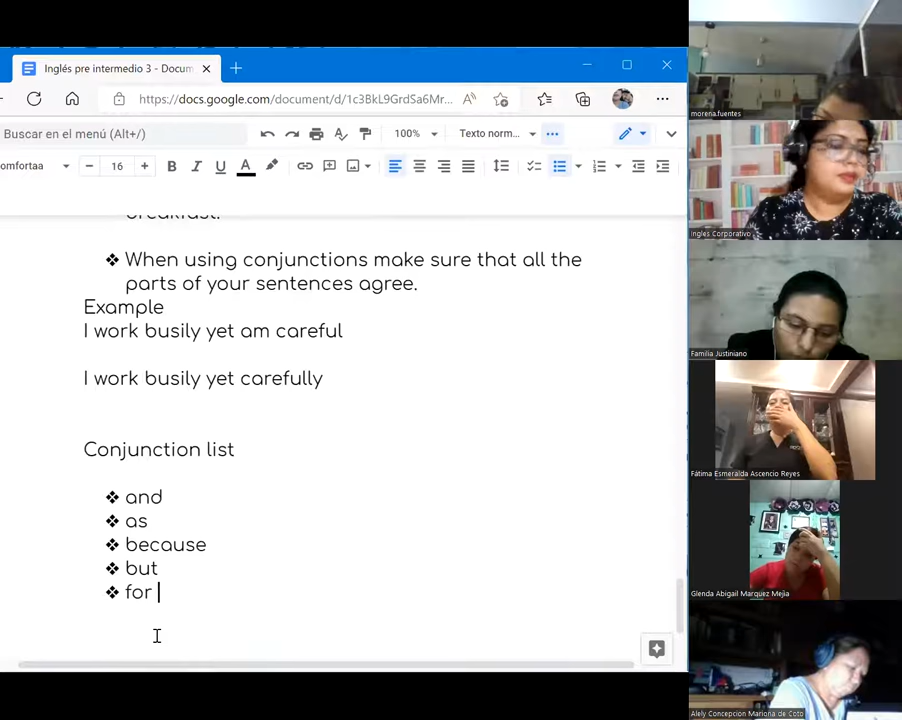 Inglés pre intermedio 3 - Docum
https://docs.google.com/document/d/1c3BkL9GrdSa6Mr...
Buscar en el menú (Alt+/)
100%
Texto norm...
omfortaa
16
B I U A
breakfast.
❖ When using conjunctions make sure that all the
parts of your sentences agree.
Example
I work busily yet am careful
I work busily yet carefully
Conjunction list
❖ and
❖ as
❖ because
❖ but
❖ for
morena.fuentes
Ingles Corporativo
Familia Justiniano
Fátima Esmeralda Ascencio Reyes
Glenda Abigail Marquez Mejia
Alely Concepcion Mariona de Coto